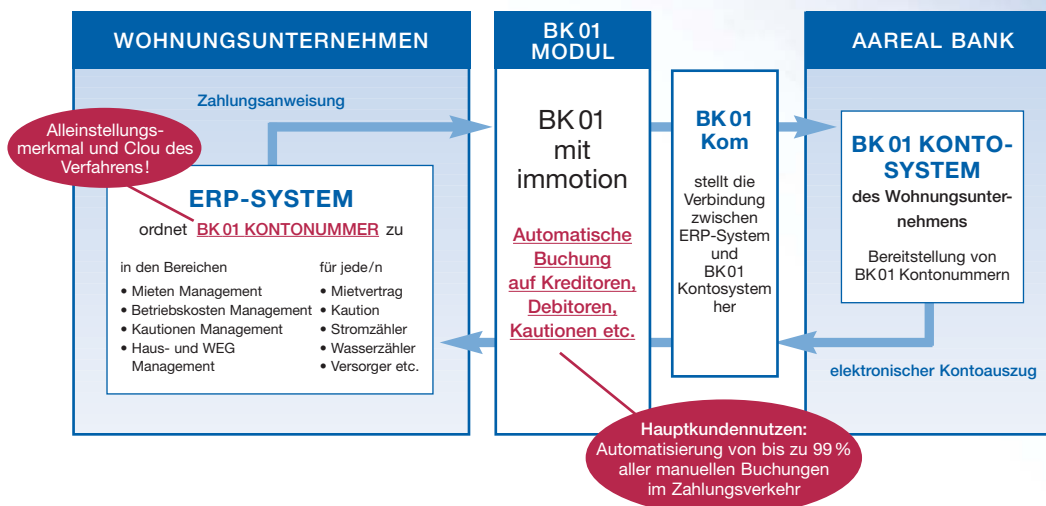 WOHNUNGSUNTERNEHMEN
Zahlungsanweisung
Alleinstellungs-
merkmal und Clou des
Verfahrens!
ERP-SYSTEM
ordnet BK 01 KONTONUMMER zu
in den Bereichen
• Mieten Management
• Betriebskosten Management
• Kautionen Management
• Haus- und WEG
Management
für jede/n
• Mietvertrag
• Kaution
• Stromzähler
• Wasserzähler
• Versorger etc.
BK 01
MODUL
BK 01
mit
immotion
Automatische
Buchung
auf Kreditoren,
Debitoren,
Kautionen etc.
Hauptkundennutzen:
Automatisierung von bis zu 99 %
aller manuellen Buchungen
im Zahlungsverkehr
BK 01
Kom
stellt die
Verbindung
zwischen
ERP-System
und
BK 01
Kontosystem
her
AAREAL BANK
BK 01 KONTO-
SYSTEM
des Wohnungsunter-
nehmens
Bereitstellung von
BK 01 Kontonummern
elektronischer Kontoauszug